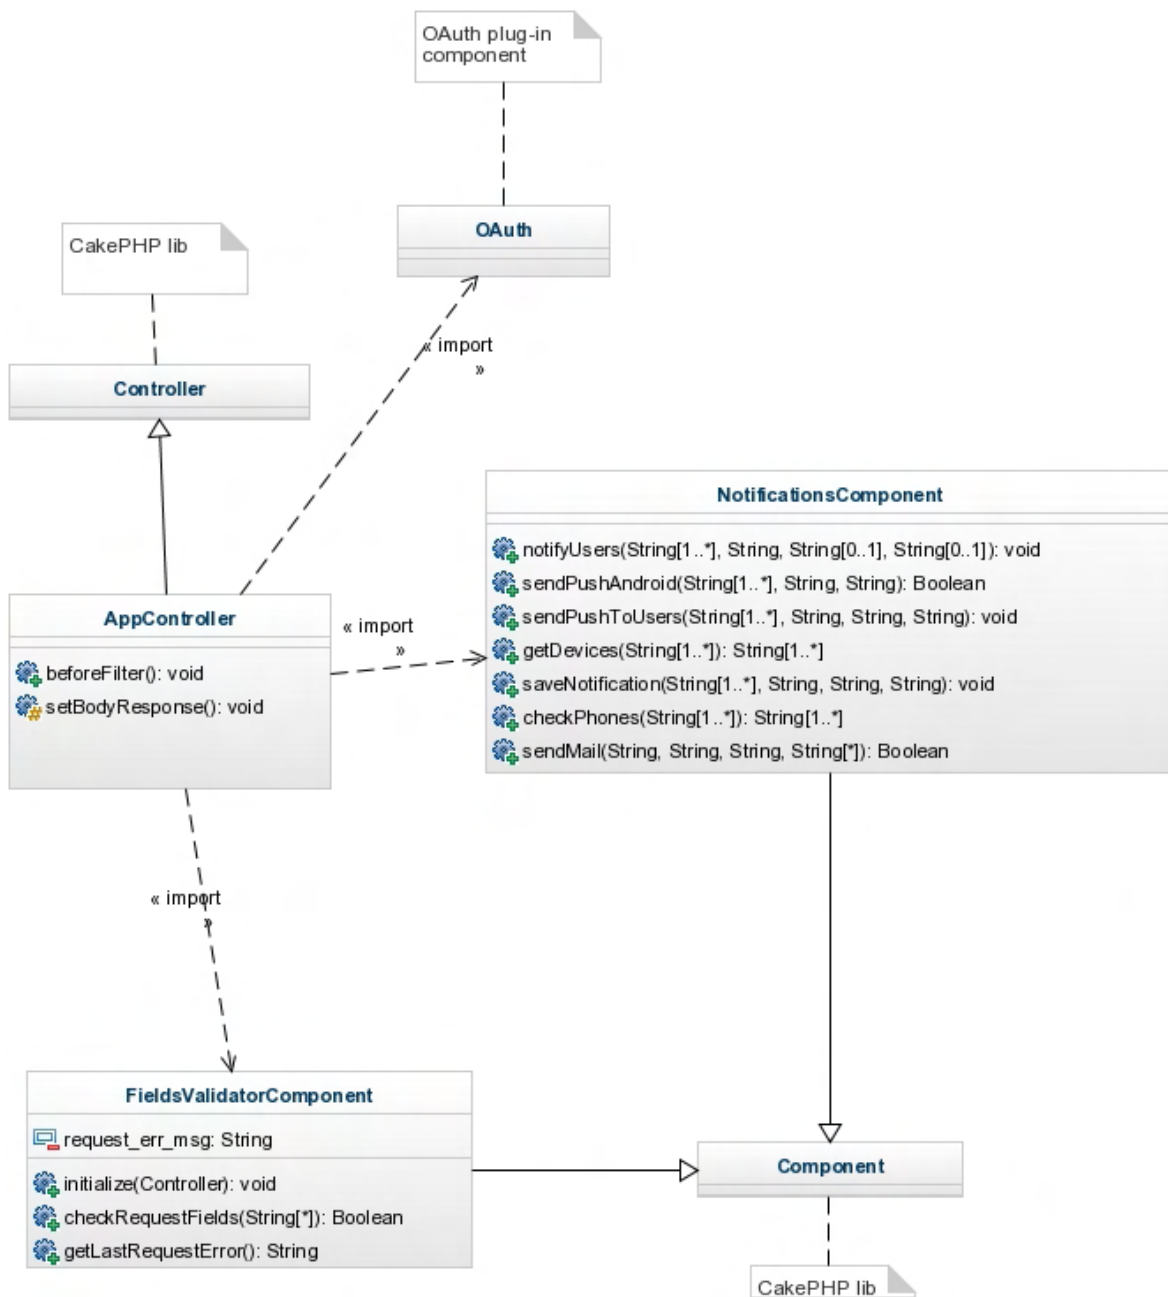 OAuth plug-in
component
OAuth
CakePHP lib
Controller
« import
»
NotificationsComponent
notifyUsers(String[1..*], String, String[0..1], String[0..1]): void
sendPushAndroid(String[1..*], String, String): Boolean
sendPushToUsers(String[1..*], String, String, String): void
getDevices(String[1..*]): String[1..*]
saveNotification(String[1..*], String, String, String): void
checkPhones(String[1..*]): String[1..*]
sendMail(String, String, String, String[*]): Boolean
AppController
beforeFilter(): void
setBodyResponse(): void
« import
»
« import
»
FieldsValidatorComponent
request_err_msg: String
initialize(Controller): void
checkRequestFields(String[*]): Boolean
getLastRequestError(): String
Component
CakePHP lib